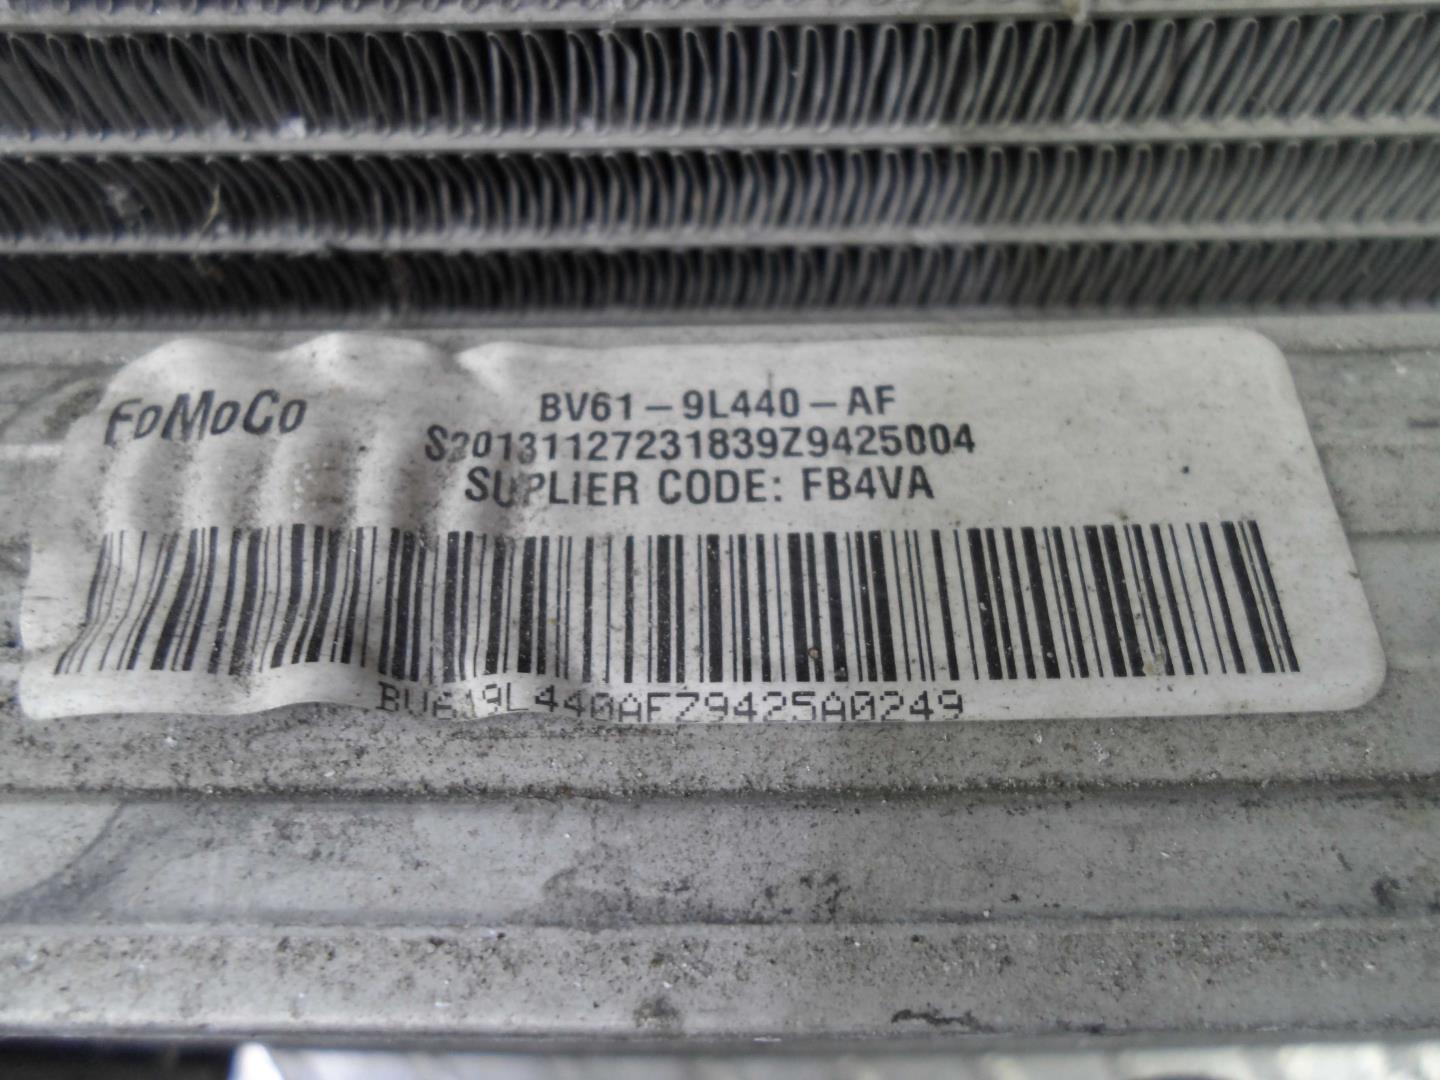 FoMoCo
BV61-9L440-AF
S20131127231839Z9425004
SUPLIER CODE: FB4VA
BV619L440AFZ9425A0249